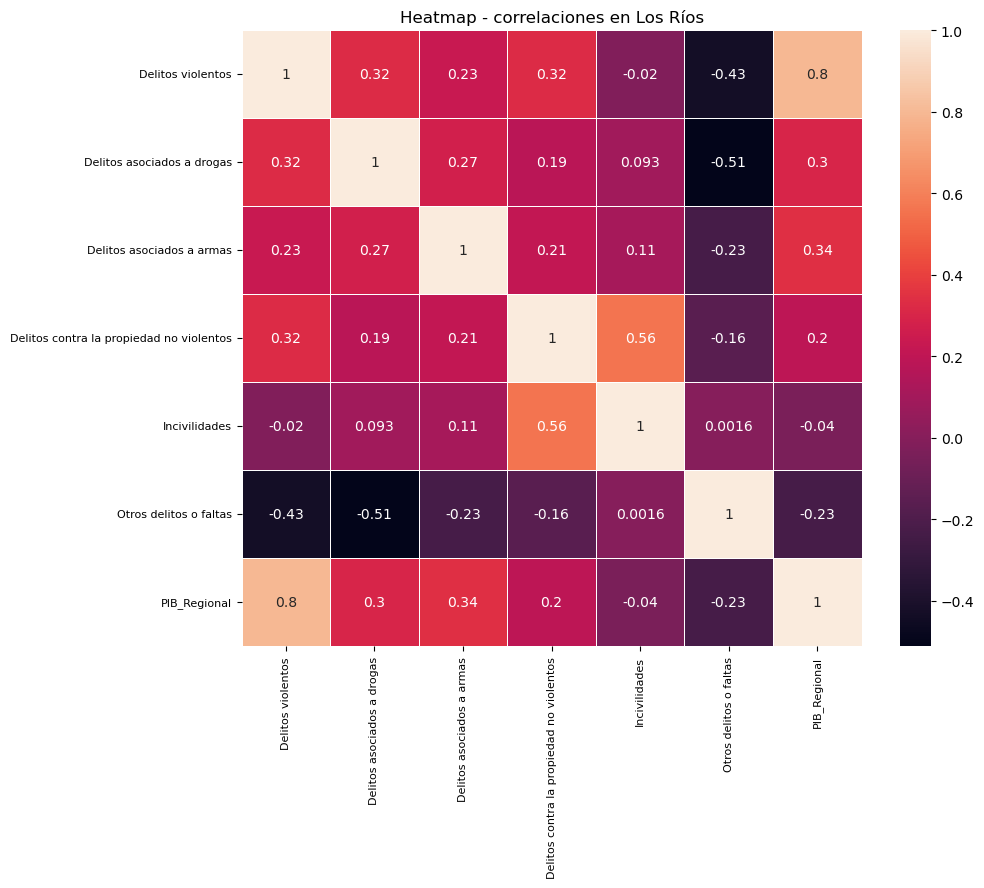 Heatmap - correlaciones en Los Ríos
Delitos violentos
1 0.32 0.23 0.32 -0.02 -0.43 0.8
Delitos asociados a drogas
0.32 1 0.27 0.19 0.093 -0.51 0.3
Delitos asociados a armas
0.23 0.27 1 0.21 0.11 -0.23 0.34
Delitos contra la propiedad no violentos
0.32 0.19 0.21 1 0.56 -0.16 0.2
Incivilidades
-0.02 0.093 0.11 0.56 1 0.0016 -0.04
Otros delitos o faltas
-0.43 -0.51 -0.23 -0.16 0.0016 1 -0.23
PIB_Regional
0.8 0.3 0.34 0.2 -0.04 -0.23 1
Delitos violentos
Delitos asociados a drogas
Delitos asociados a armas
Delitos contra la propiedad no violentos
Incivilidades
Otros delitos o faltas
PIB_Regional
1.0
0.8
0.6
0.4
0.2
0.0
-0.2
-0.4